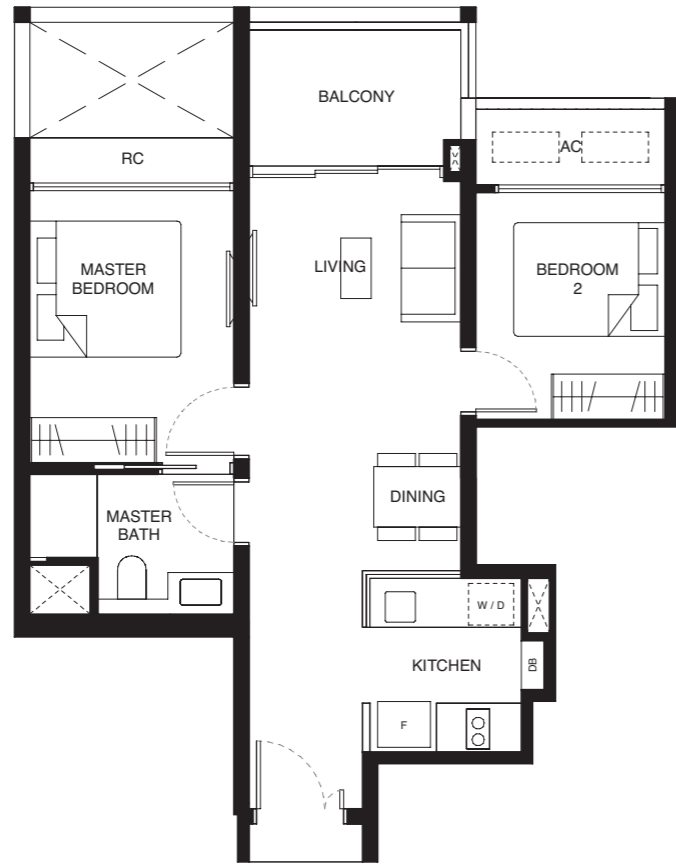 BALCONY
RC
AC
MASTER
BEDROOM
LIVING
BEDROOM
2
DINING
MASTER
BATH
W / D
KITCHEN
DB
F